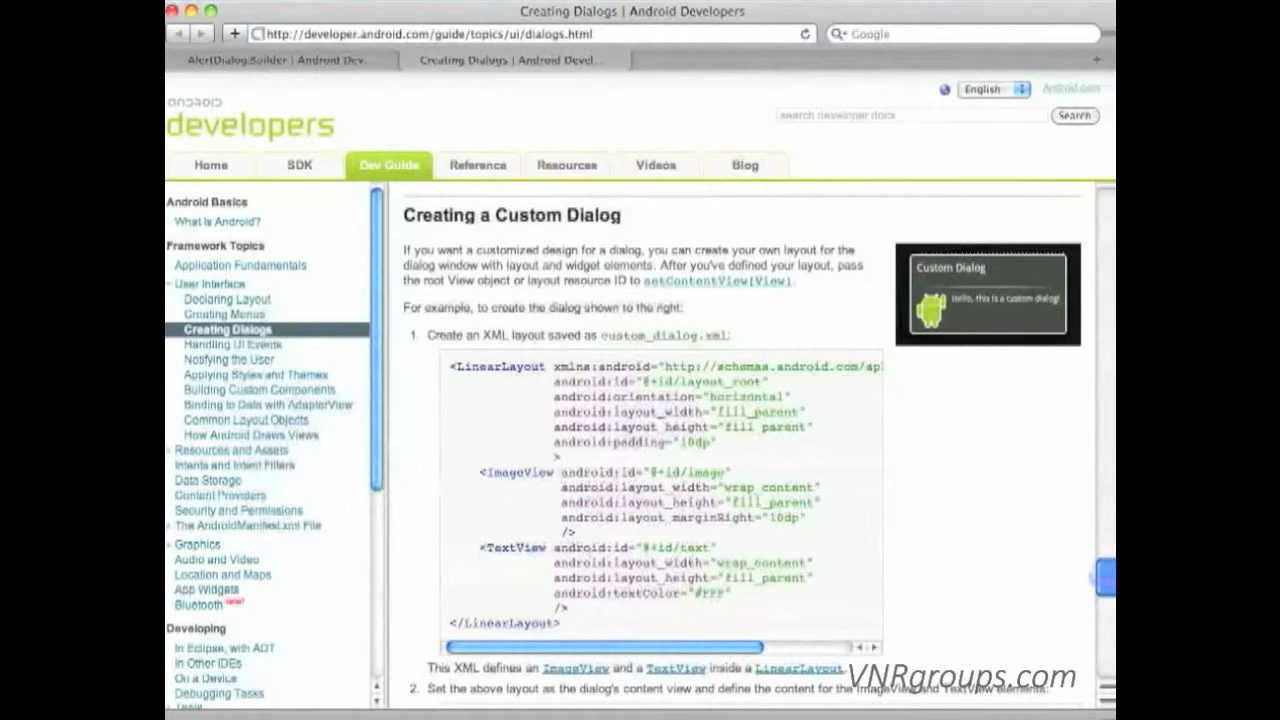 Creating Dialogs | Android Developers
http://developer.android.com/guide/topics/ui/dialogs.html
Google
AlertDialog.Builder | Android Dev...
Creating Dialogs | Android Devel...
English
Android.com
ANDROID
developers
search developer docs
Search
Home
SDK
Dev Guide
Reference
Resources
Videos
Blog
Android Basics
What Is Android?
Framework Topics
Application Fundamentals
User Interface
Declaring Layout
Creating Menus
Creating Dialogs
Handling UI Events
Notifying the User
Applying Styles and Themes
Building Custom Components
Binding to Data with AdapterView
Common Layout Objects
How Android Draws Views
Resources and Assets
Intents and Intent Filters
Data Storage
Content Providers
Security and Permissions
The AndroidManifest.xml File
Graphics
Audio and Video
Location and Maps
App Widgets
Bluetooth new!
Developing
In Eclipse, with ADT
In Other IDEs
On a Device
Debugging Tasks
Creating a Custom Dialog
If you want a customized design for a dialog, you can create your own layout for the
dialog window with layout and widget elements. After you've defined your layout, pass
the root View object or layout resource ID to setContentView(View).
For example, to create the dialog shown to the right:
Custom Dialog
Hello, this is a custom dialog!
1. Create an XML layout saved as custom_dialog.xml:
<LinearLayout xmlns:android="http://schemas.android.com/ap
android:id="@+id/layout_root"
android:orientation="horizontal"
android:layout_width="fill_parent"
android:layout_height="fill_parent"
android:padding="10dp"
>
<ImageView android:id="@+id/image"
android:layout_width="wrap_content"
android:layout_height="fill_parent"
android:layout_marginRight="10dp"
/>
<TextView android:id="@+id/text"
android:layout_width="wrap_content"
android:layout_height="fill_parent"
android:textColor="#FFF"
/>
</LinearLayout>
This XML defines an ImageView and a TextView inside a LinearLayout.
2. Set the above layout as the dialog's content view and define the content for the ImageView and TextView elements:
VNRgroups.com